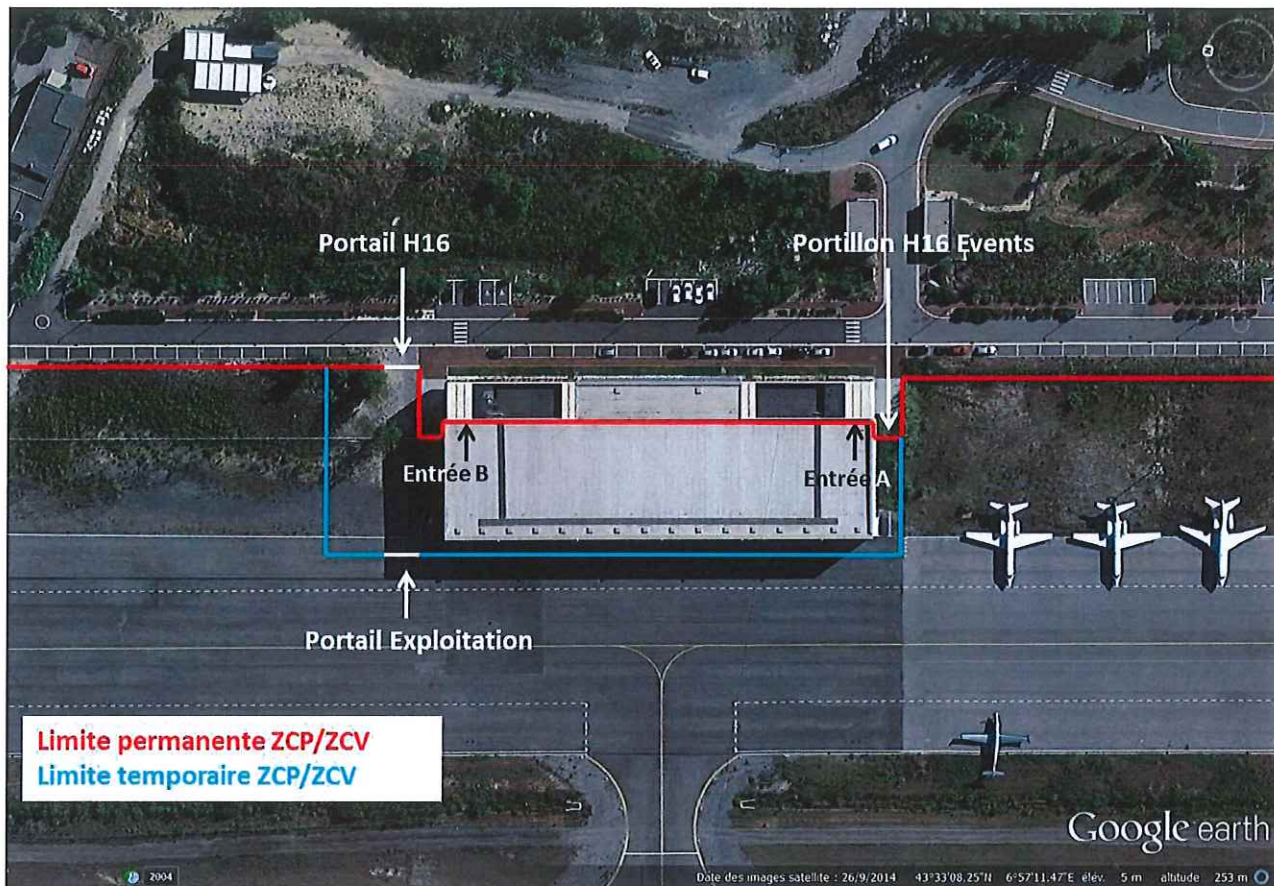 Portail H16
Portillon H16 Events
Entrée B
Entrée A
Portail Exploitation
Limite permanente ZCP/ZCV
Limite temporaire ZCP/ZCV
Google earth
2004
Date des images satellite : 26/9/2014 43°33'08.25"N 6°57'11.47"E élév. 5 m altitude 253 m